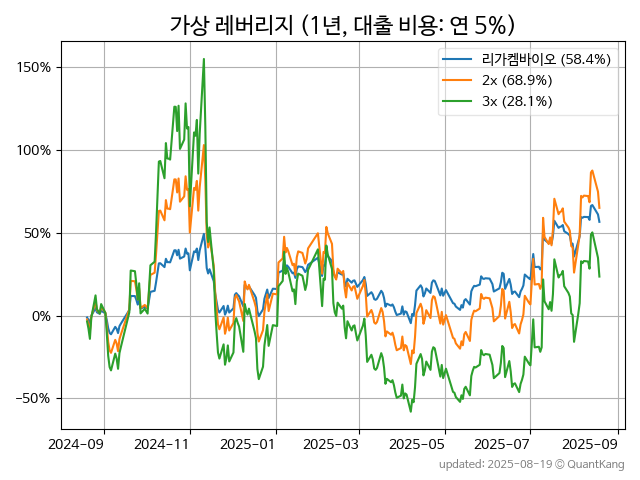 가상 레버리지 (1년, 대출 비용: 연 5%)
리가켐바이오 (58.4%)
2x (68.9%)
3x (28.1%)
150%
100%
50%
0%
−50%
2024-09 2024-11 2025-01 2025-03 2025-05 2025-07 2025-09
updated: 2025-08-19 © QuantKang